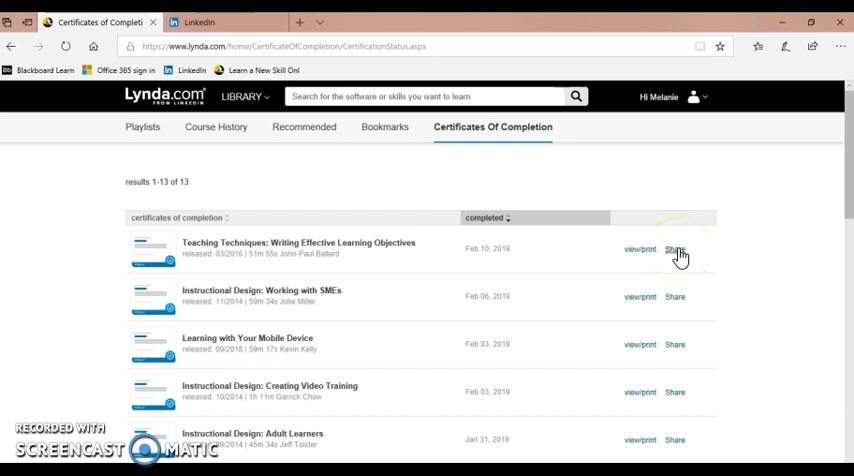 Certificates of Completi
LinkedIn
https://www.lynda.com/home/CertificateOfCompletion/CertificationStatus.aspx
Bb Blackboard Learn Office 365 sign in LinkedIn Learn a New Skill Onl
Lynda.com
FROM LINKEDIN
LIBRARY
Search for the software or skills you want to learn
Hi Melanie
Playlists Course History Recommended Bookmarks Certificates Of Completion
results 1-13 of 13
certificates of completion completed
Teaching Techniques: Writing Effective Learning Objectives
released: 03/2016 | 51m 55s John-Paul Ballard
Feb 10, 2019 view/print Share
Instructional Design: Working with SMEs
released: 11/2014 | 59m 34s Jolie Miller
Feb 06, 2019 view/print Share
Learning with Your Mobile Device
released: 09/2018 | 59m 17s Kevin Kelly
Feb 03, 2019 view/print Share
Instructional Design: Creating Video Training
released: 10/2014 | 1h 11m Garrick Chow
Feb 03, 2019 view/print Share
Instructional Design: Adult Learners
09/2014 | 45m 34s Jeff Toister
Jan 31, 2019 view/print Share
RECORDED WITH
SCREENCAST MATIC